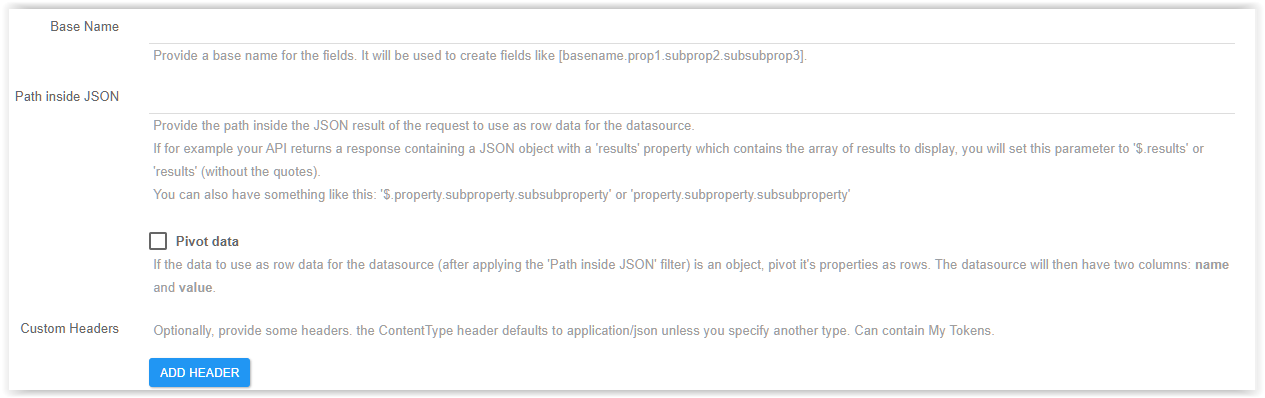 Base Name
Provide a base name for the fields. It will be used to create fields like [basename.prop1.subprop2.subsubprop3].
Path inside JSON
Provide the path inside the JSON result of the request to use as row data for the datasource.
If for example your API returns a response containing a JSON object with a 'results' property which contains the array of results to display, you will set this parameter to '$.results' or
'results' (without the quotes).
You can also have something like this: '$.property.subproperty.subsubproperty' or 'property.subproperty.subsubproperty'
Pivot data
If the data to use as row data for the datasource (after applying the 'Path inside JSON' filter) is an object, pivot it's properties as rows. The datasource will then have two columns: name
and value.
Custom Headers
Optionally, provide some headers. the ContentType header defaults to application/json unless you specify another type. Can contain My Tokens.
ADD HEADER